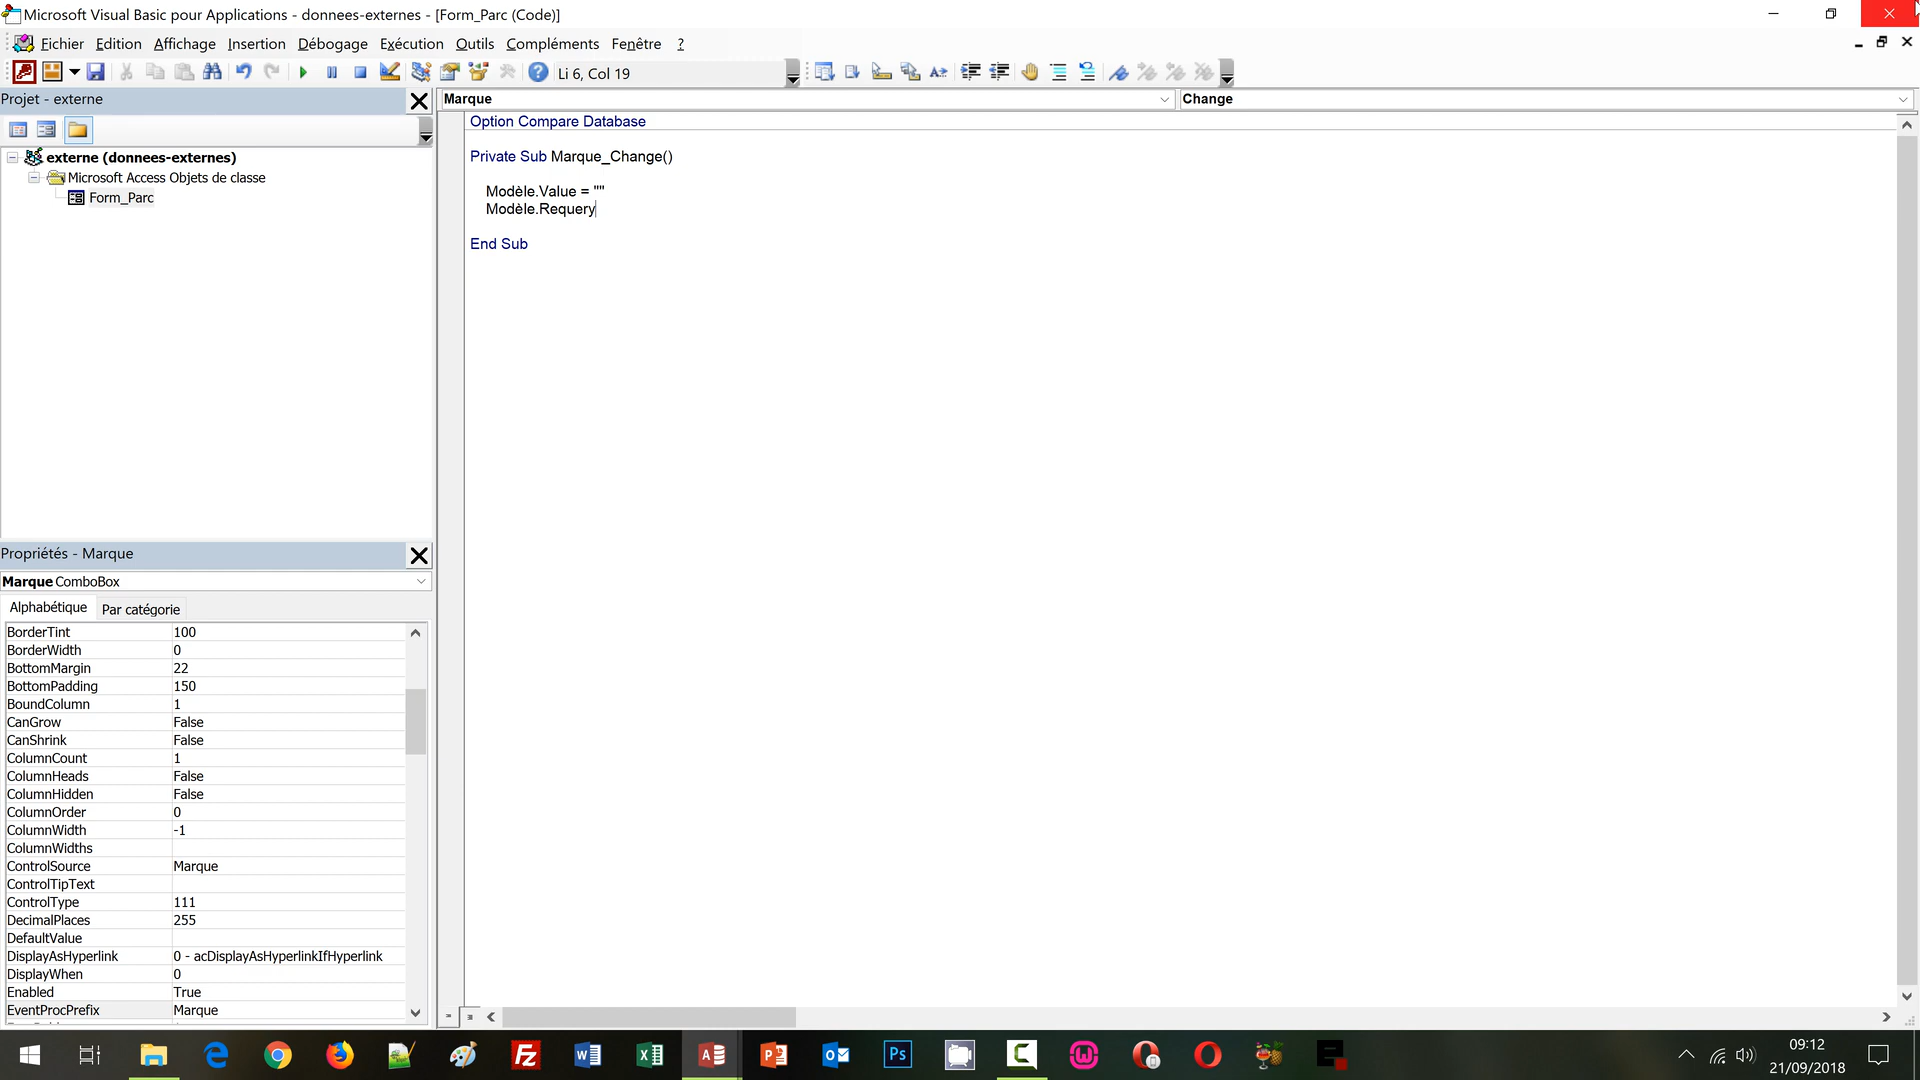 Microsoft Visual Basic pour Applications - donnees-externes - [Form_Parc (Code)]
Fichier Edition Affichage Insertion Débogage Exécution Outils Compléments Fenêtre ?
Li 6, Col 19
Projet - externe
externe (donnees-externes)
Microsoft Access Objets de classe
Form_Parc
Marque
Change
Option Compare Database
Private Sub Marque_Change()
Modèle.Value = ""
Modèle.Requery
End Sub
Propriétés - Marque
Marque ComboBox
Alphabétique Par catégorie
BorderTint 100
BorderWidth 0
BottomMargin 22
BottomPadding 150
BoundColumn 1
CanGrow False
CanShrink False
ColumnCount 1
ColumnHeads False
ColumnHidden False
ColumnOrder 0
ColumnWidth -1
ColumnWidths
ControlSource Marque
ControlTipText
ControlType 111
DecimalPlaces 255
DefaultValue
DisplayAsHyperlink 0 - acDisplayAsHyperlinkIfHyperlink
DisplayWhen 0
Enabled True
EventProcPrefix Marque
09:12
21/09/2018